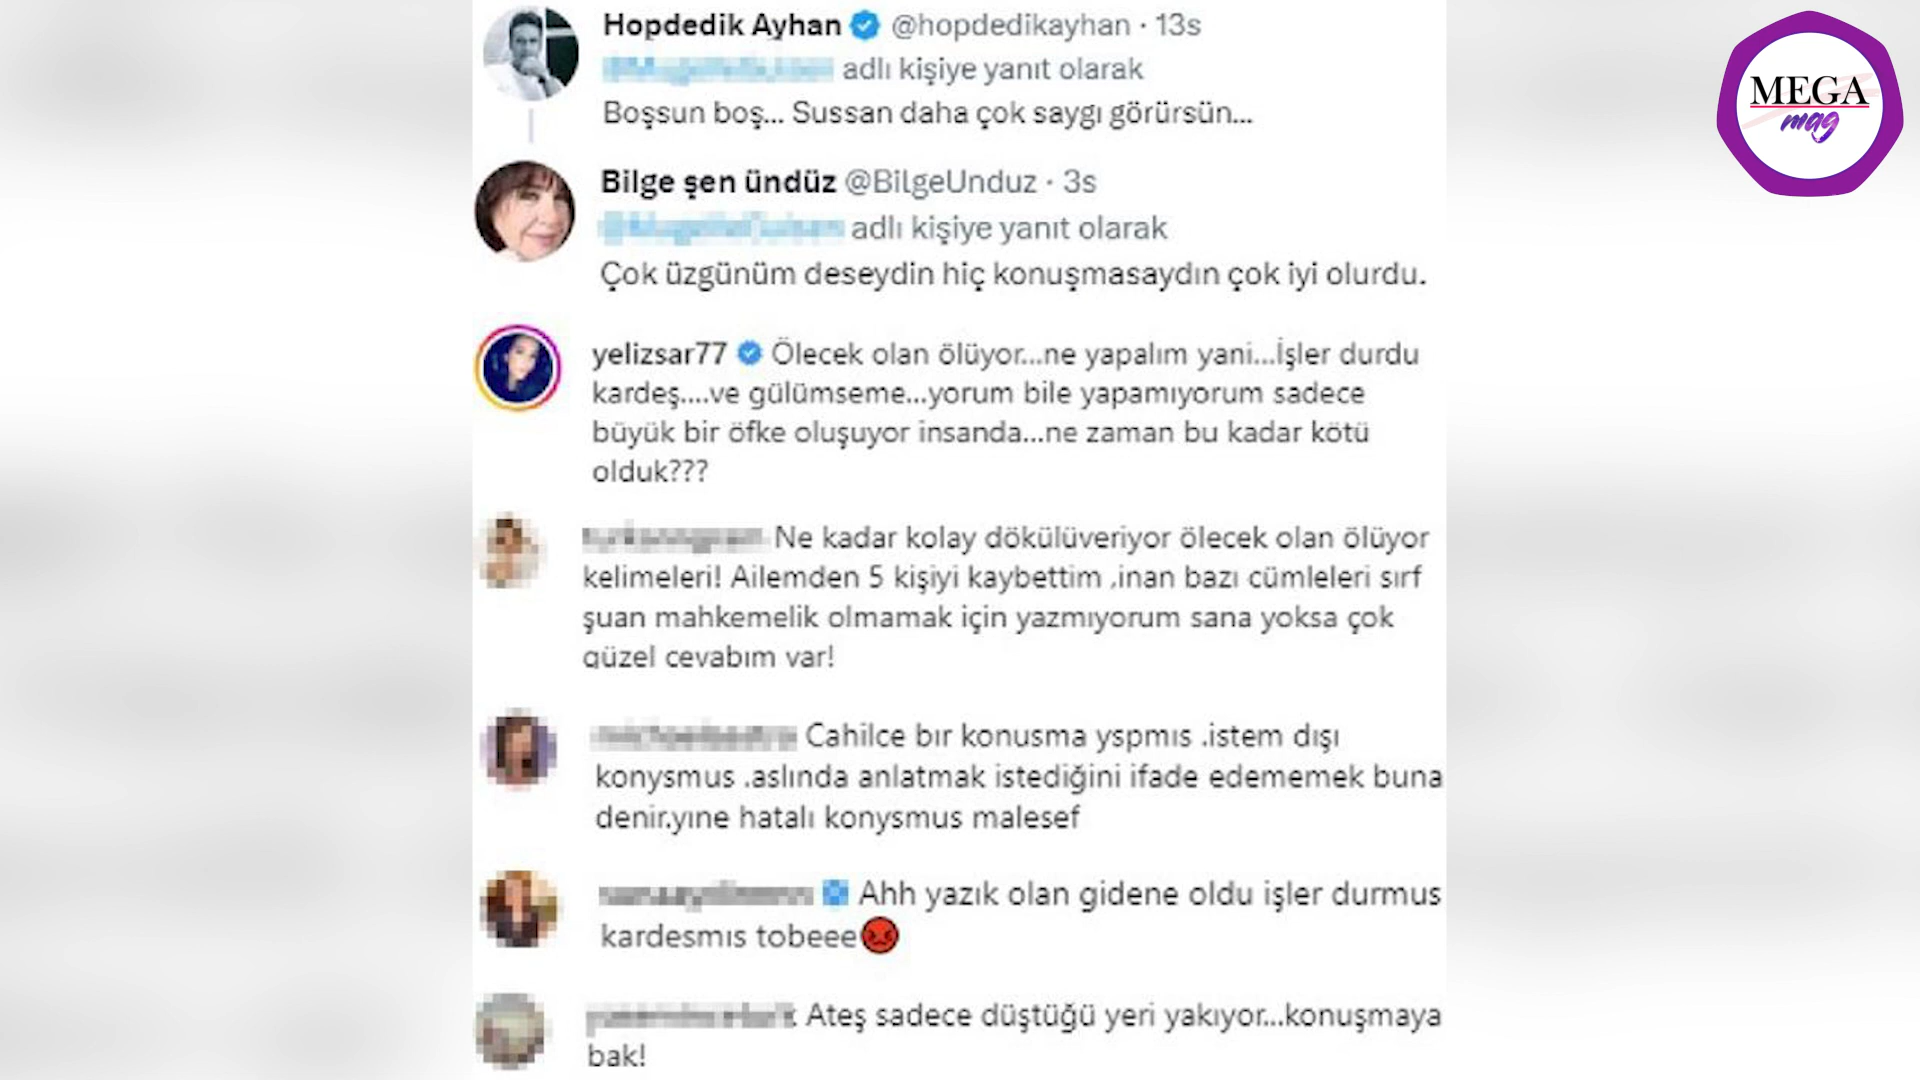 Hopdedik Ayhan @hopdedikayhan · 13s
adlı kişiye yanıt olarak
Boşsun boş... Sussan daha çok saygı görürsün...
Bilge şen ündüz @BilgeUnduz · 3s
adlı kişiye yanıt olarak
Çok üzgünüm deseydin hiç konuşmasaydın çok iyi olurdu.
yelizsar77 Ölecek olan ölüyor...ne yapalım yani...İşler durdu
kardeş....ve gülümseme...yorum bile yapamıyorum sadece
büyük bir öfke oluşuyor insanda...ne zaman bu kadar kötü
olduk???
Ne kadar kolay dökülüveriyor ölecek olan ölüyor
kelimeleri! Ailemden 5 kişiyi kaybettim ,inan bazı cümleleri sırf
şuan mahkemelik olmamak için yazmıyorum sana yoksa çok
güzel cevabım var!
Cahilce bır konusma yspmıs .istem dışı
konysmus .aslında anlatmak istediğini ifade edememek buna
denir.yıne hatalı konysmus malesef
Ahh yazık olan gidene oldu işler durmus
kardesmıs tobeee
Ateş sadece düştüğü yeri yakıyor...konuşmaya
bak!
MEGA
mag